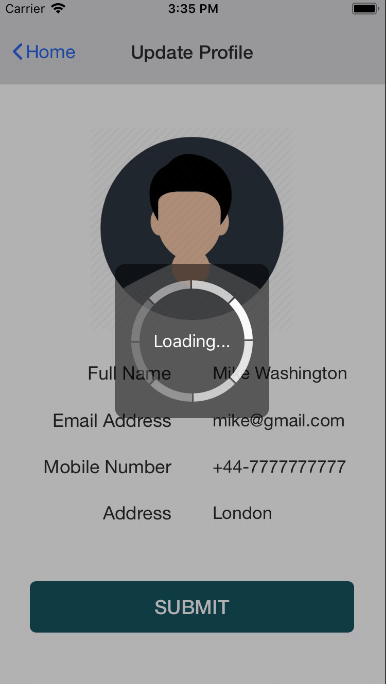 Carrier 3:35 PM
Home Update Profile
Loading...
Full Name Mike Washington
Email Address mike@gmail.com
Mobile Number +44-7777777777
Address London
SUBMIT